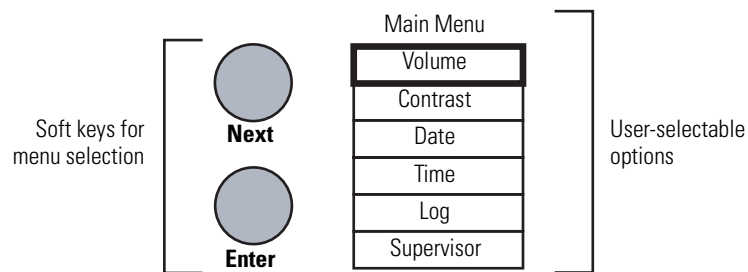 Soft keys for
menu selection
Next
Enter
Main Menu
Volume
Contrast
Date
Time
Log
Supervisor
User-selectable
options